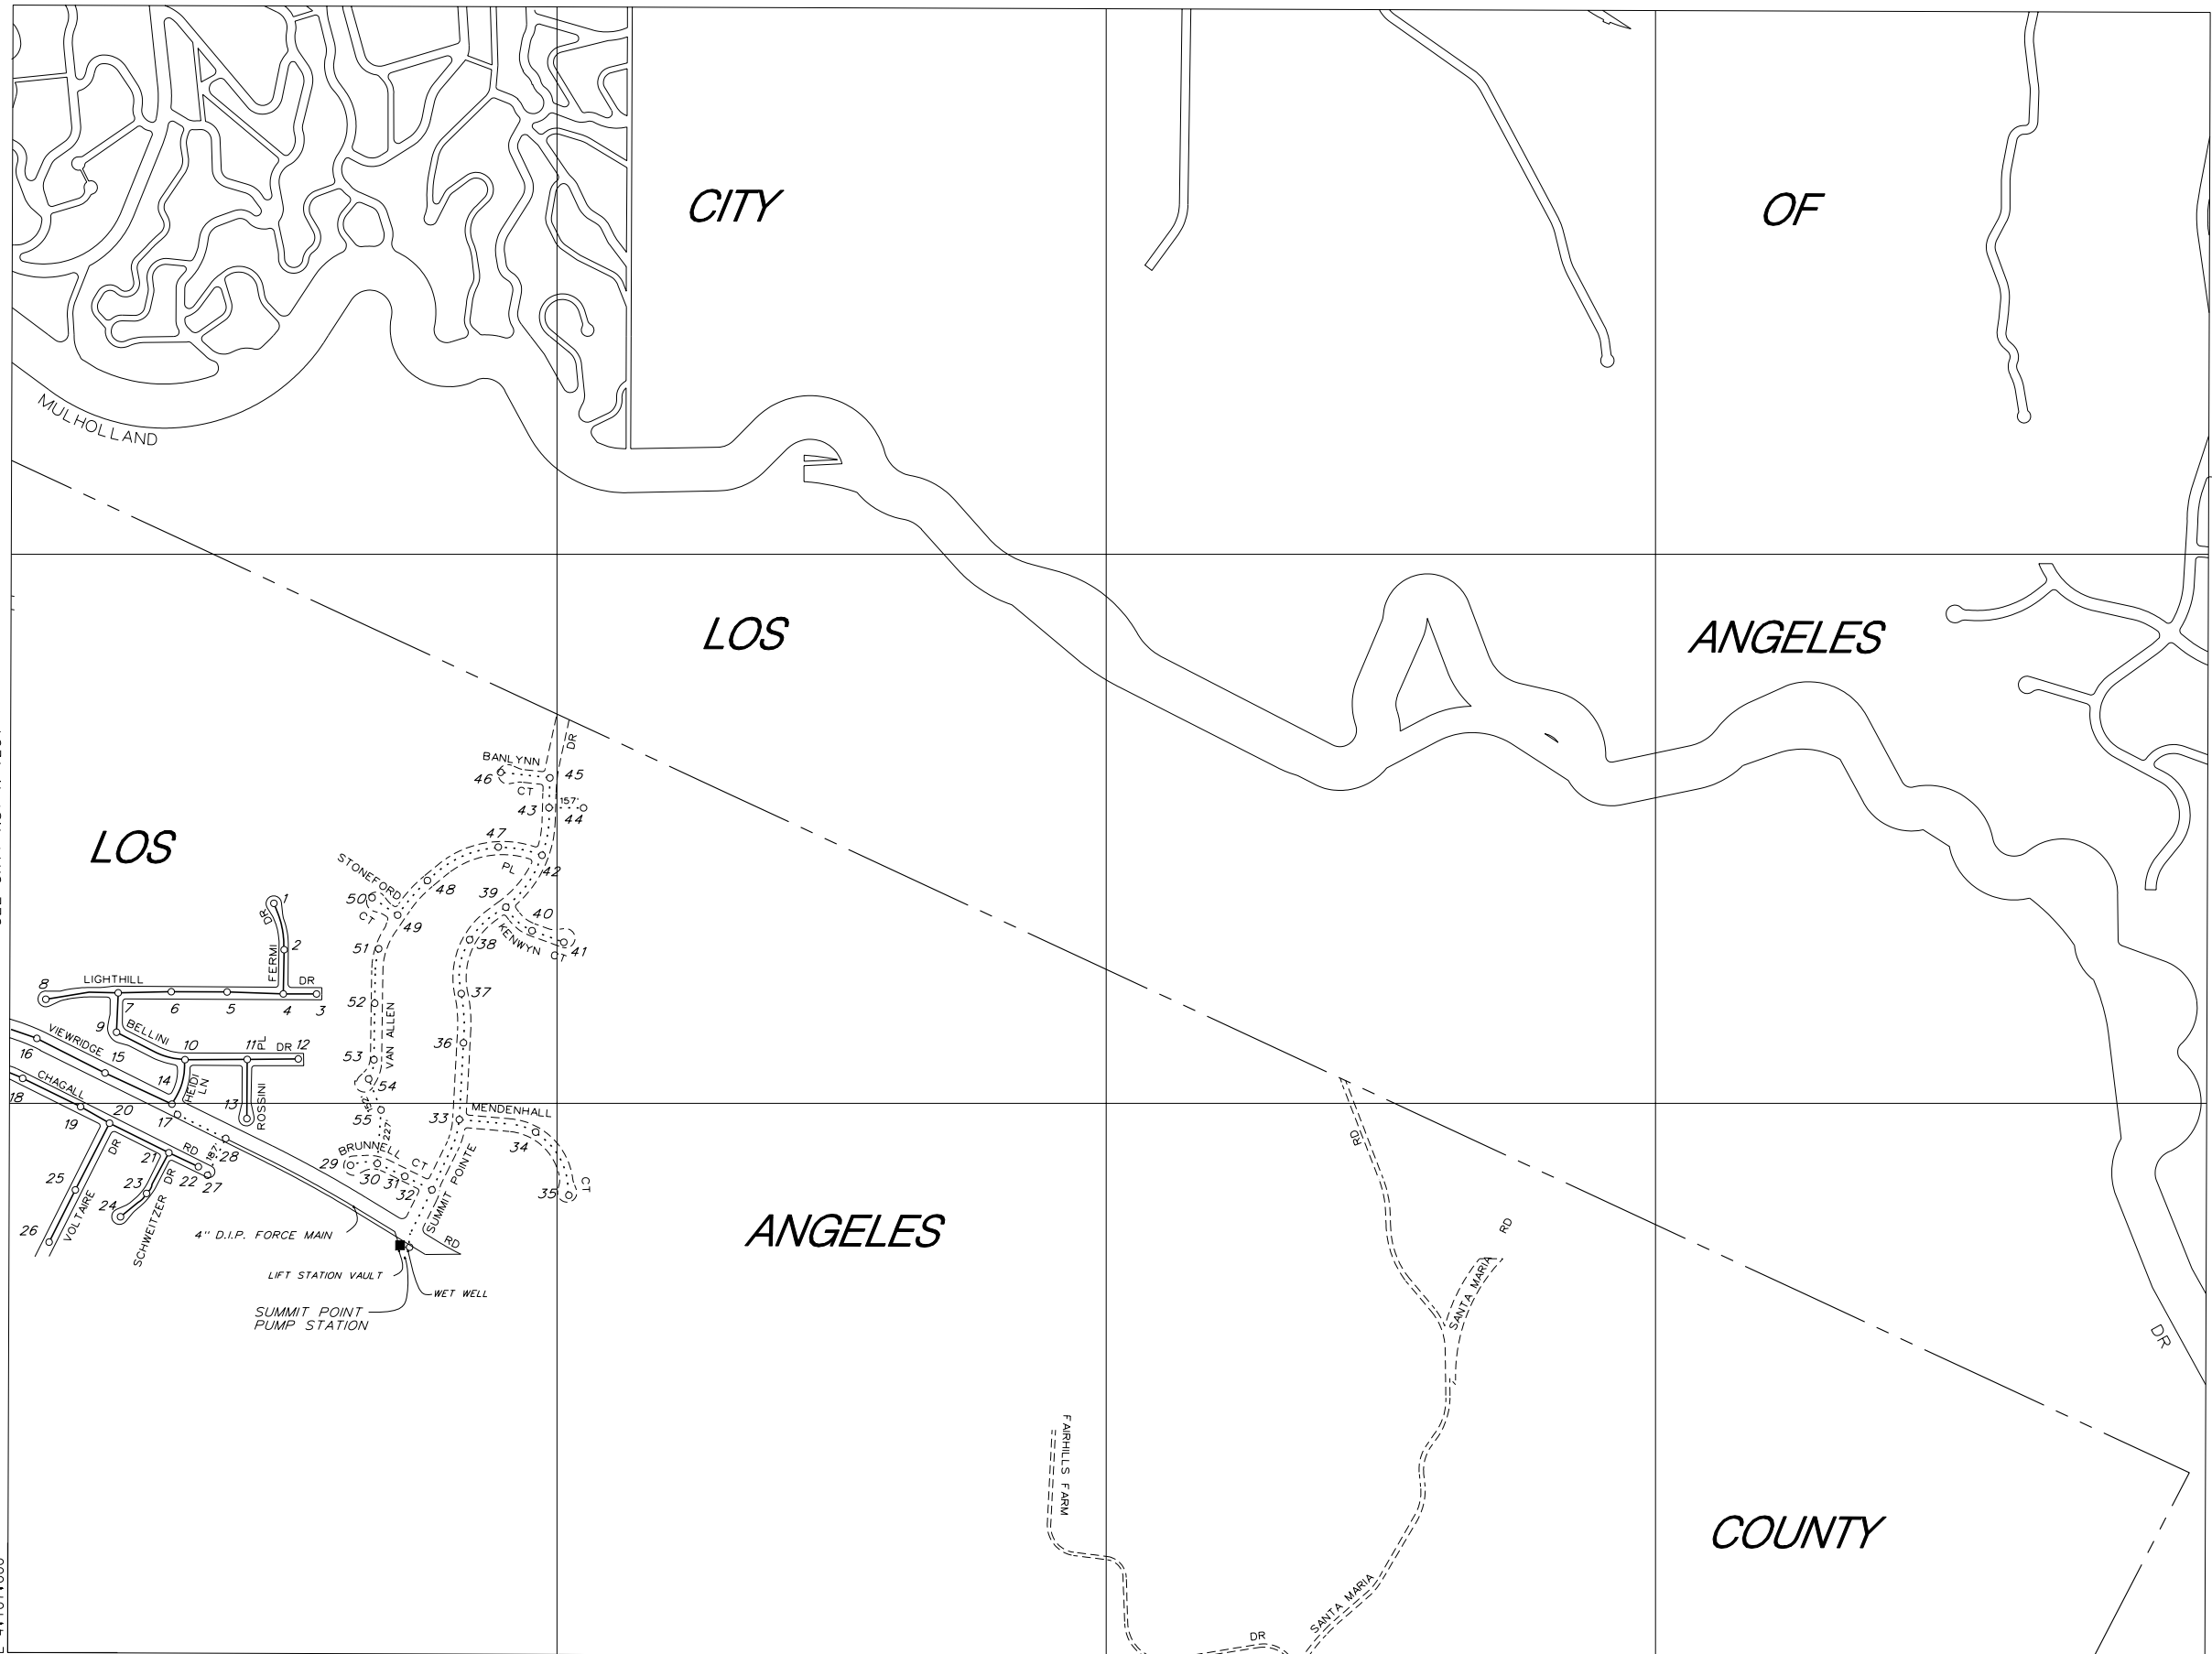 CITY
OF
MULHOLLAND
LOS
ANGELES
BANLYNN
DR
46
45
CT
157'
43
44
LOS
47
STONEFORD
PL
42
48
39
50
CT
40
49
1
DR
KENWYN
CT
51
38
41
FERMI
2
LIGHTHILL
DR
8
37
7
6
5
4
3
52
9
BELLINI
VAN ALLEN
VIEWRIDGE
36
16
15
10
11
PL
DR
12
53
CHAGALL
14
HEIDI
LN
54
18
20
13
ROSSINI
MENDENHALL
19
17
55
33
227'
DR
RD
187'
28
BRUNNELL
CT
34
21
29
25
23
DR
22
27
30
31
32
SUMMIT POINTE
35
CT
24
VOLTAIRE
26
SCHWEITZER
4" D.I.P. FORCE MAIN
RD
ANGELES
LIFT STATION VAULT
WET WELL
SUMMIT POINT
PUMP STATION
RD
RD
SANTA MARIA
DR
FAIRHILLS FARM
COUNTY
SANTA MARIA
DR